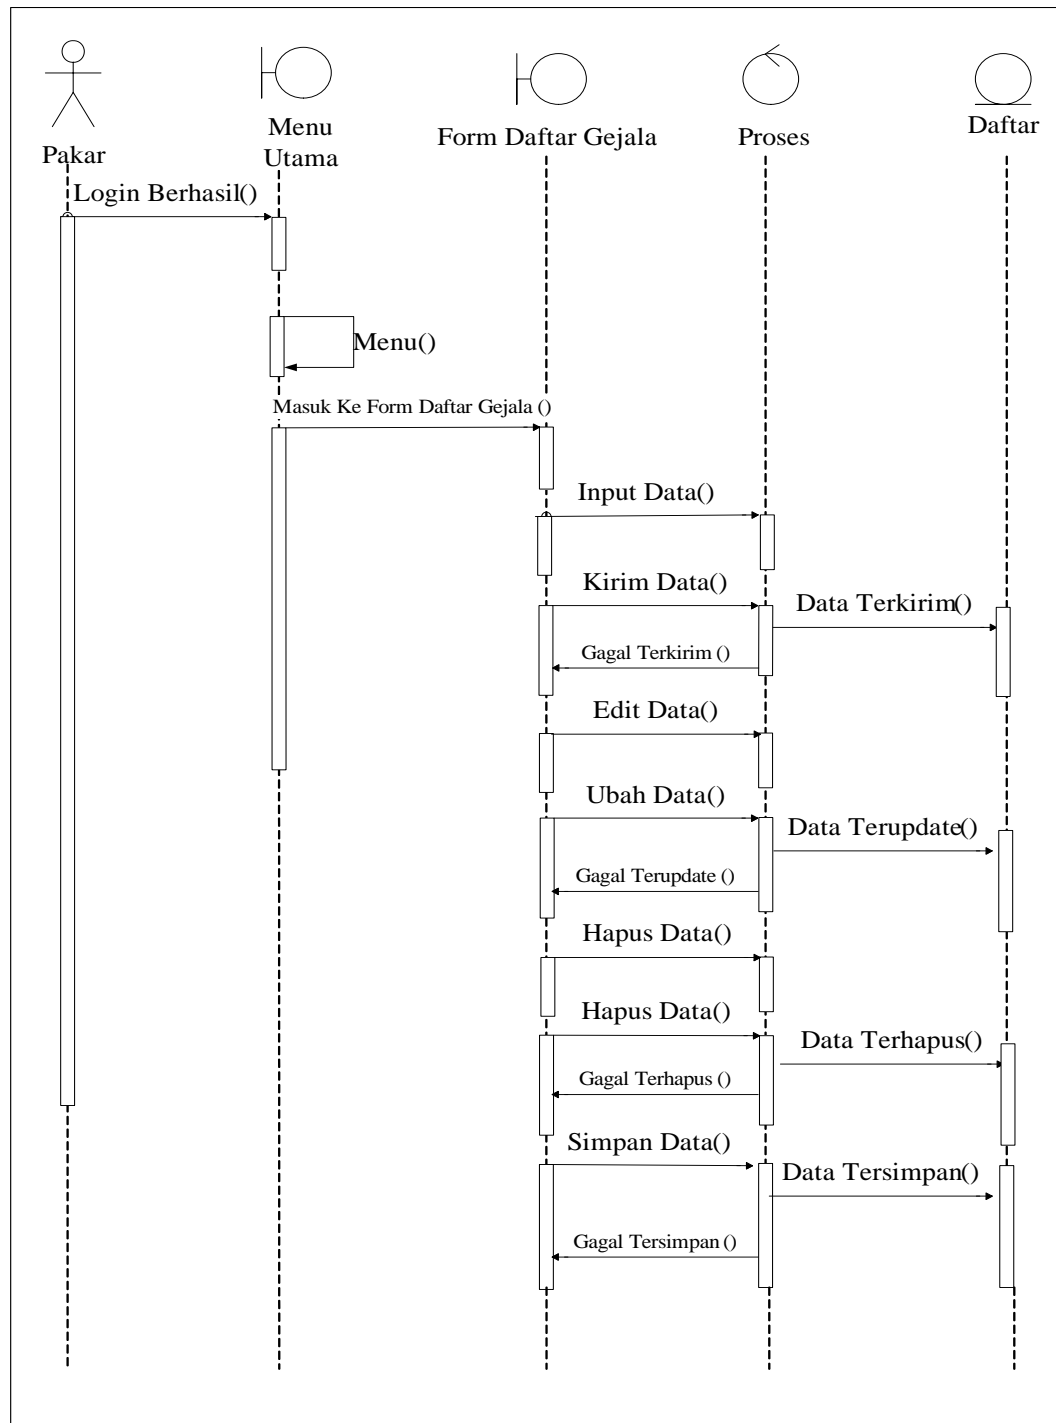 Pakar
Menu
Utama
Form Daftar Gejala
Proses
Daftar
Login Berhasil()
Menu()
Masuk Ke Form Daftar Gejala ()
Input Data()
Kirim Data()
Data Terkirim()
Gagal Terkirim ()
Edit Data()
Ubah Data()
Data Terupdate()
Gagal Terupdate ()
Hapus Data()
Hapus Data()
Data Terhapus()
Gagal Terhapus ()
Simpan Data()
Data Tersimpan()
Gagal Tersimpan ()